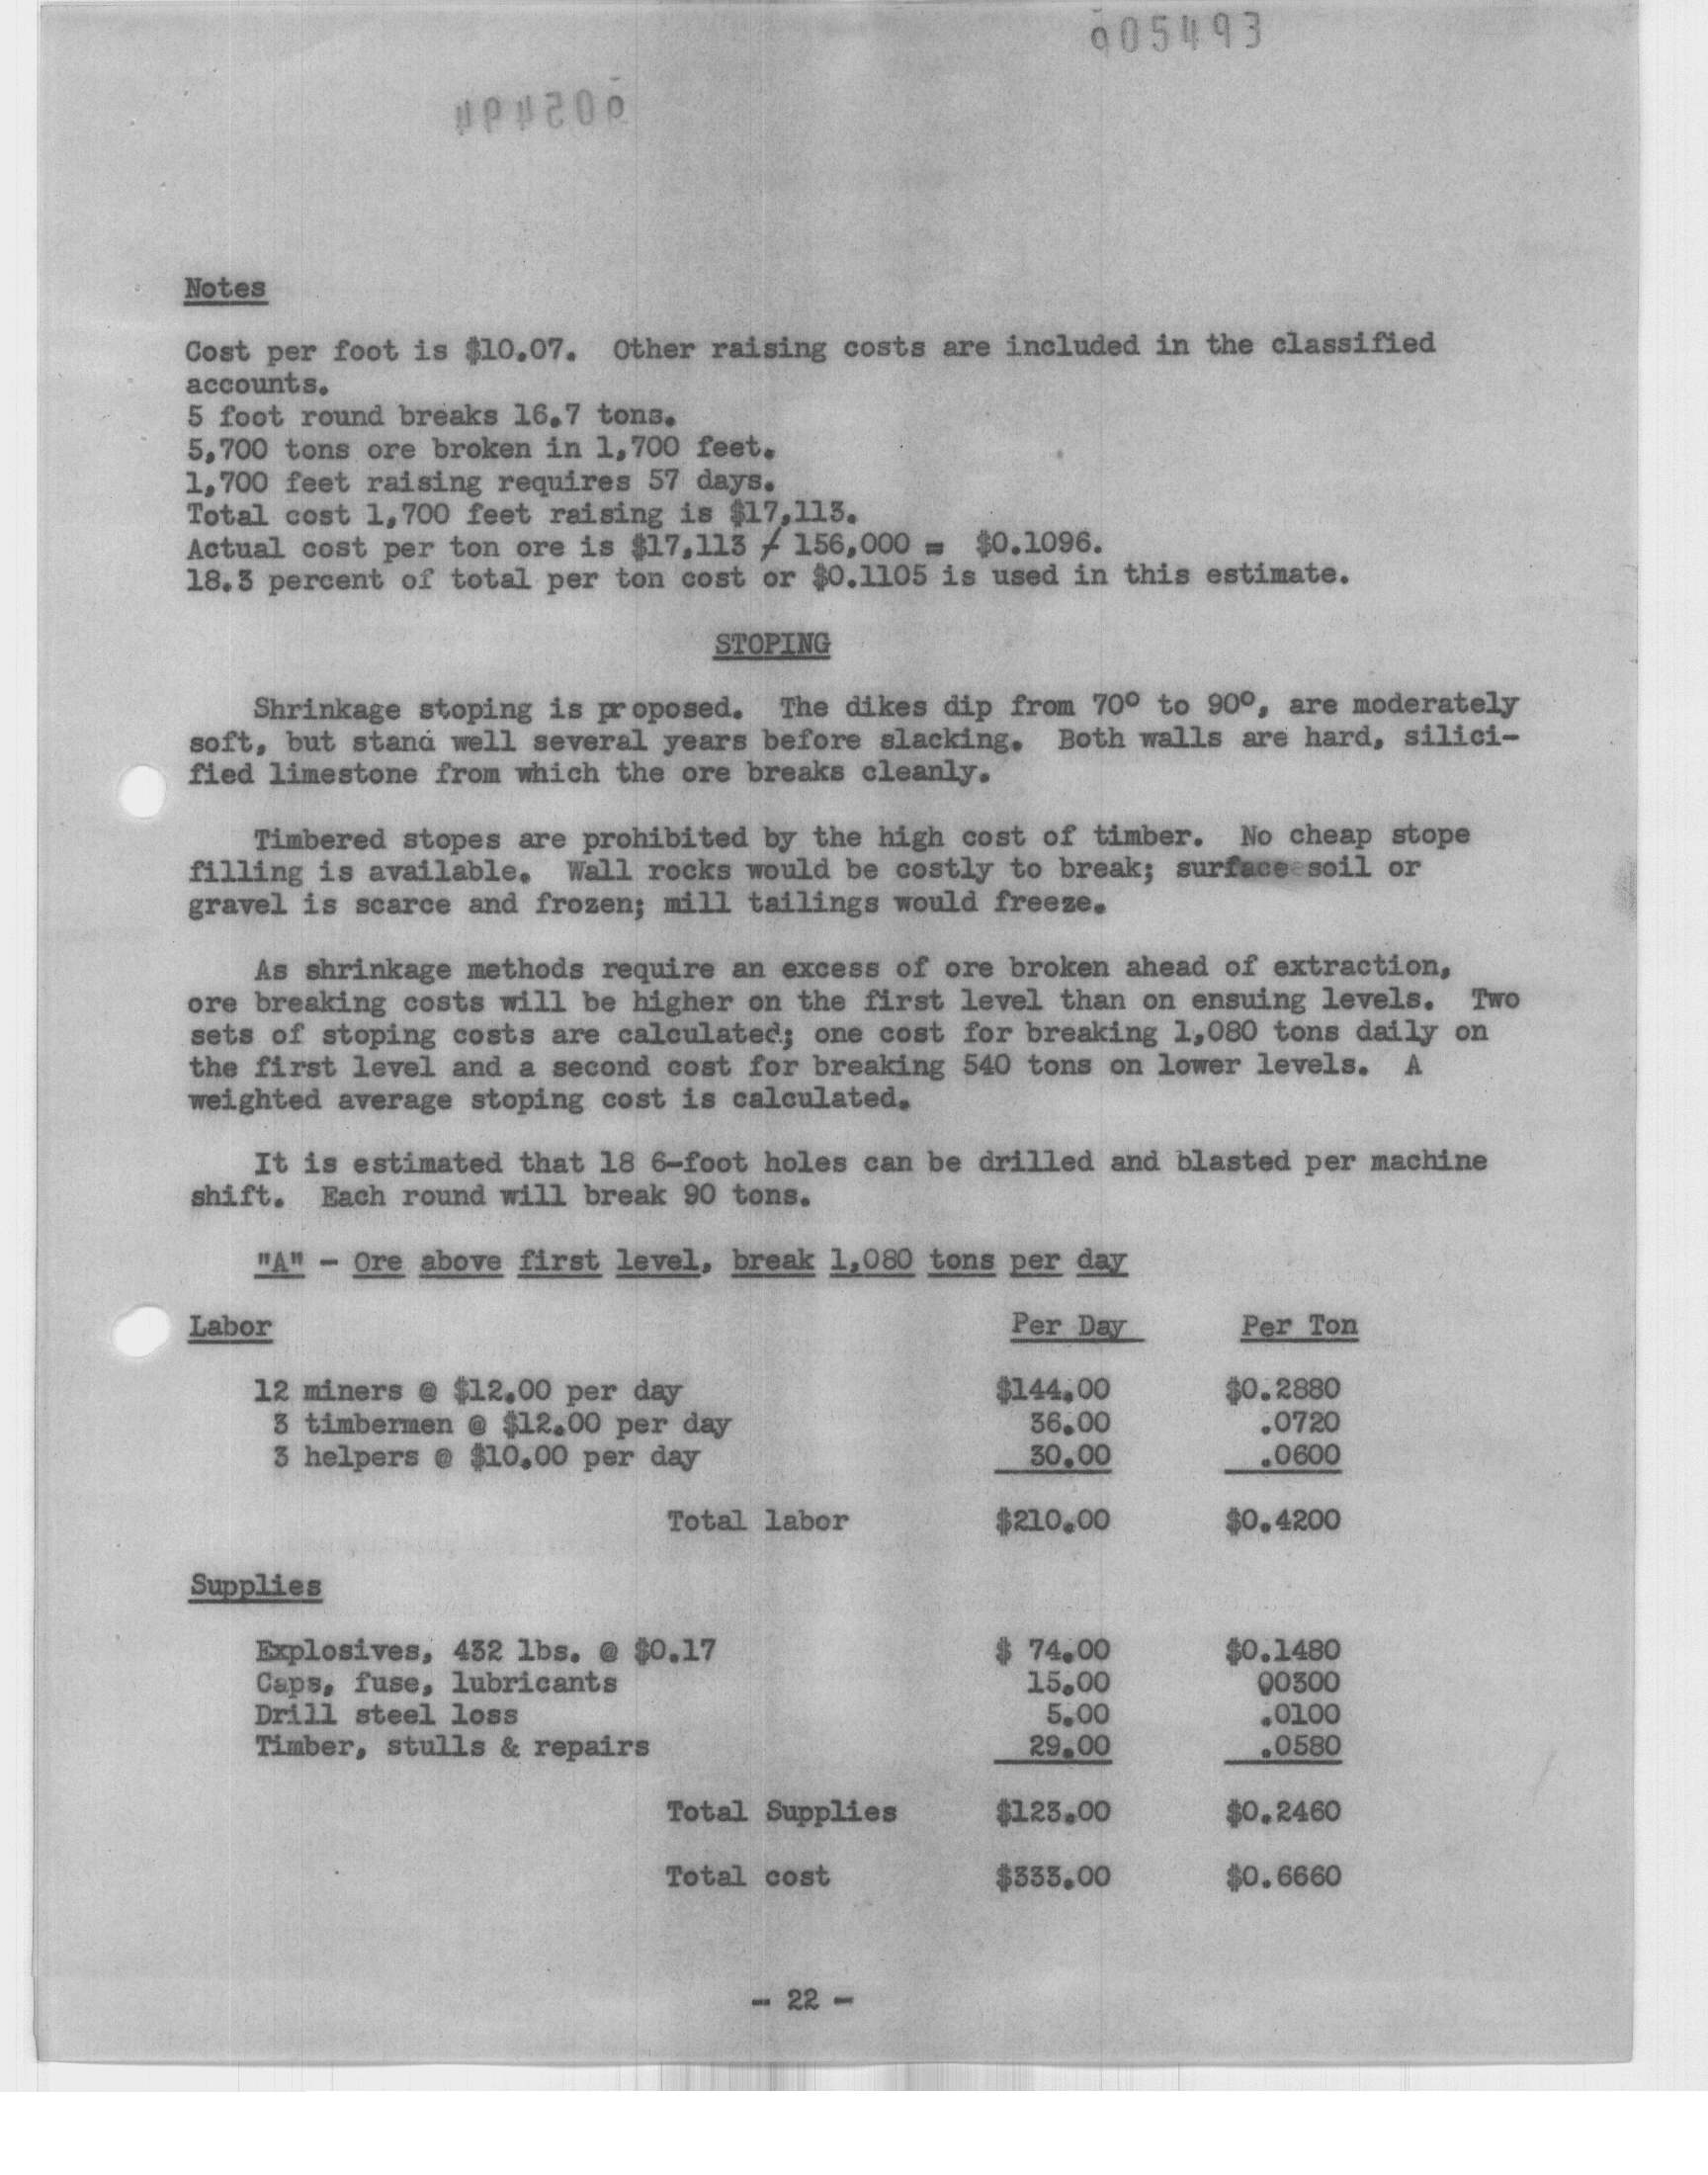 005493
005494
Notes
Cost per foot is $10.07. Other raising costs are included in the classified
accounts.
5 foot round breaks 16.7 tons.
5,700 tons ore broken in 1,700 feet.
1,700 feet raising requires 57 days.
Total cost 1,700 feet raising is $17,113.
Actual cost per ton ore is $17,113 / 156,000 = $0.1096.
18.3 percent of total per ton cost or $0.1105 is used in this estimate.
STOPING
Shrinkage stoping is proposed. The dikes dip from 70° to 90°, are moderately
soft, but stand well several years before slacking. Both walls are hard, silici-
fied limestone from which the ore breaks cleanly.
Timbered stopes are prohibited by the high cost of timber. No cheap stope
filling is available. Wall rocks would be costly to break; surface soil or
gravel is scarce and frozen; mill tailings would freeze.
As shrinkage methods require an excess of ore broken ahead of extraction,
ore breaking costs will be higher on the first level than on ensuing levels. Two
sets of stoping costs are calculated; one cost for breaking 1,080 tons daily on
the first level and a second cost for breaking 540 tons on lower levels. A
weighted average stoping cost is calculated.
It is estimated that 18 6-foot holes can be drilled and blasted per machine
shift. Each round will break 90 tons.
"A" - Ore above first level, break 1,080 tons per day
Labor Per Day Per Ton
12 miners @ $12.00 per day $144.00 $0.2880
3 timbermen @ $12.00 per day 36.00 .0720
3 helpers @ $10.00 per day 30.00 .0600
Total labor $210.00 $0.4200
Supplies
Explosives, 432 lbs. @ $0.17 $ 74.00 $0.1480
Caps, fuse, lubricants 15.00 00300
Drill steel loss 5.00 .0100
Timber, stulls & repairs 29.00 .0580
Total Supplies $123.00 $0.2460
Total cost $333.00 $0.6660
- 22 -